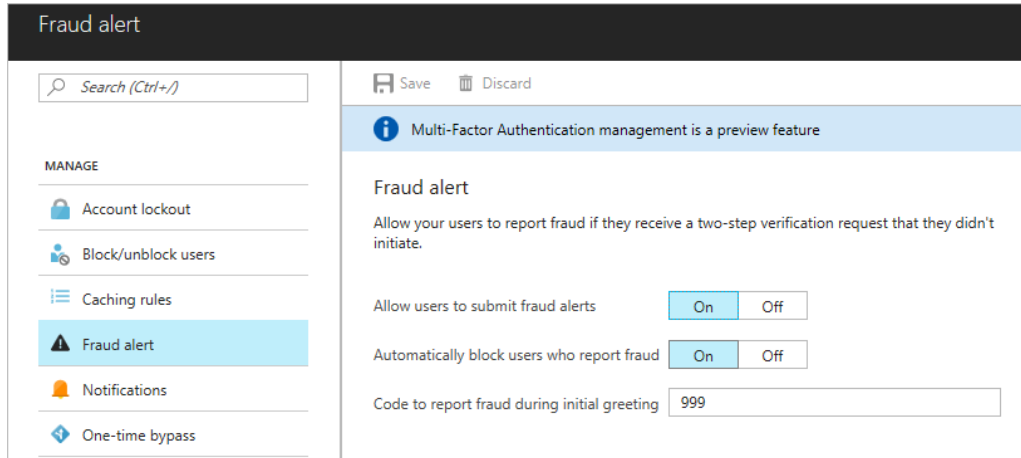 Fraud alert
Search (Ctrl+/)
MANAGE
Account lockout
Block/unblock users
Caching rules
Fraud alert
Notifications
One-time bypass
Save Discard
Multi-Factor Authentication management is a preview feature
Fraud alert
Allow your users to report fraud if they receive a two-step verification request that they didn't
initiate.
Allow users to submit fraud alerts On Off
Automatically block users who report fraud On Off
Code to report fraud during initial greeting 999